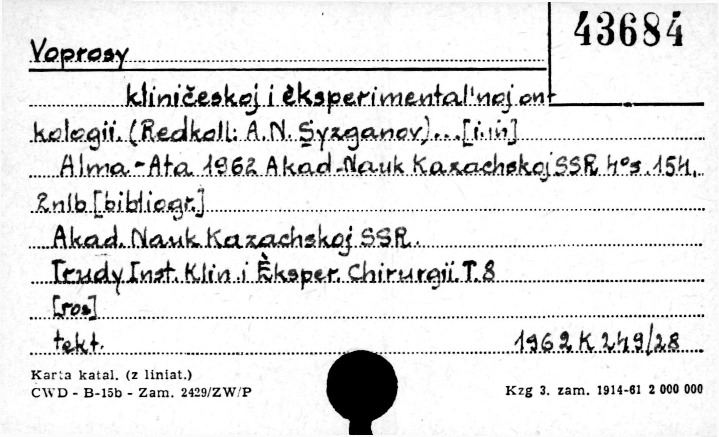 43684
Voprosy
kliničeskoj i èksperimental'noj on-
kologii. (Redkoll: A.N. Syzganov)...[i.in]
Alma-Ata 1962 Akad. Nauk Kazachskoj SSR 4°s. 154,
2nlb [bibliogr.]
Akad. Nauk Kazachskoj SSR.
Trudy Inst. Klin. i Èksper. Chirurgii. T. 8
[ros]
tekt. 1962 K 249/28
Karta katal. (z liniat.)
CWD - B-15b - Zam. 2429/ZW/P
Kzg 3. zam. 1914-61 2 000 000